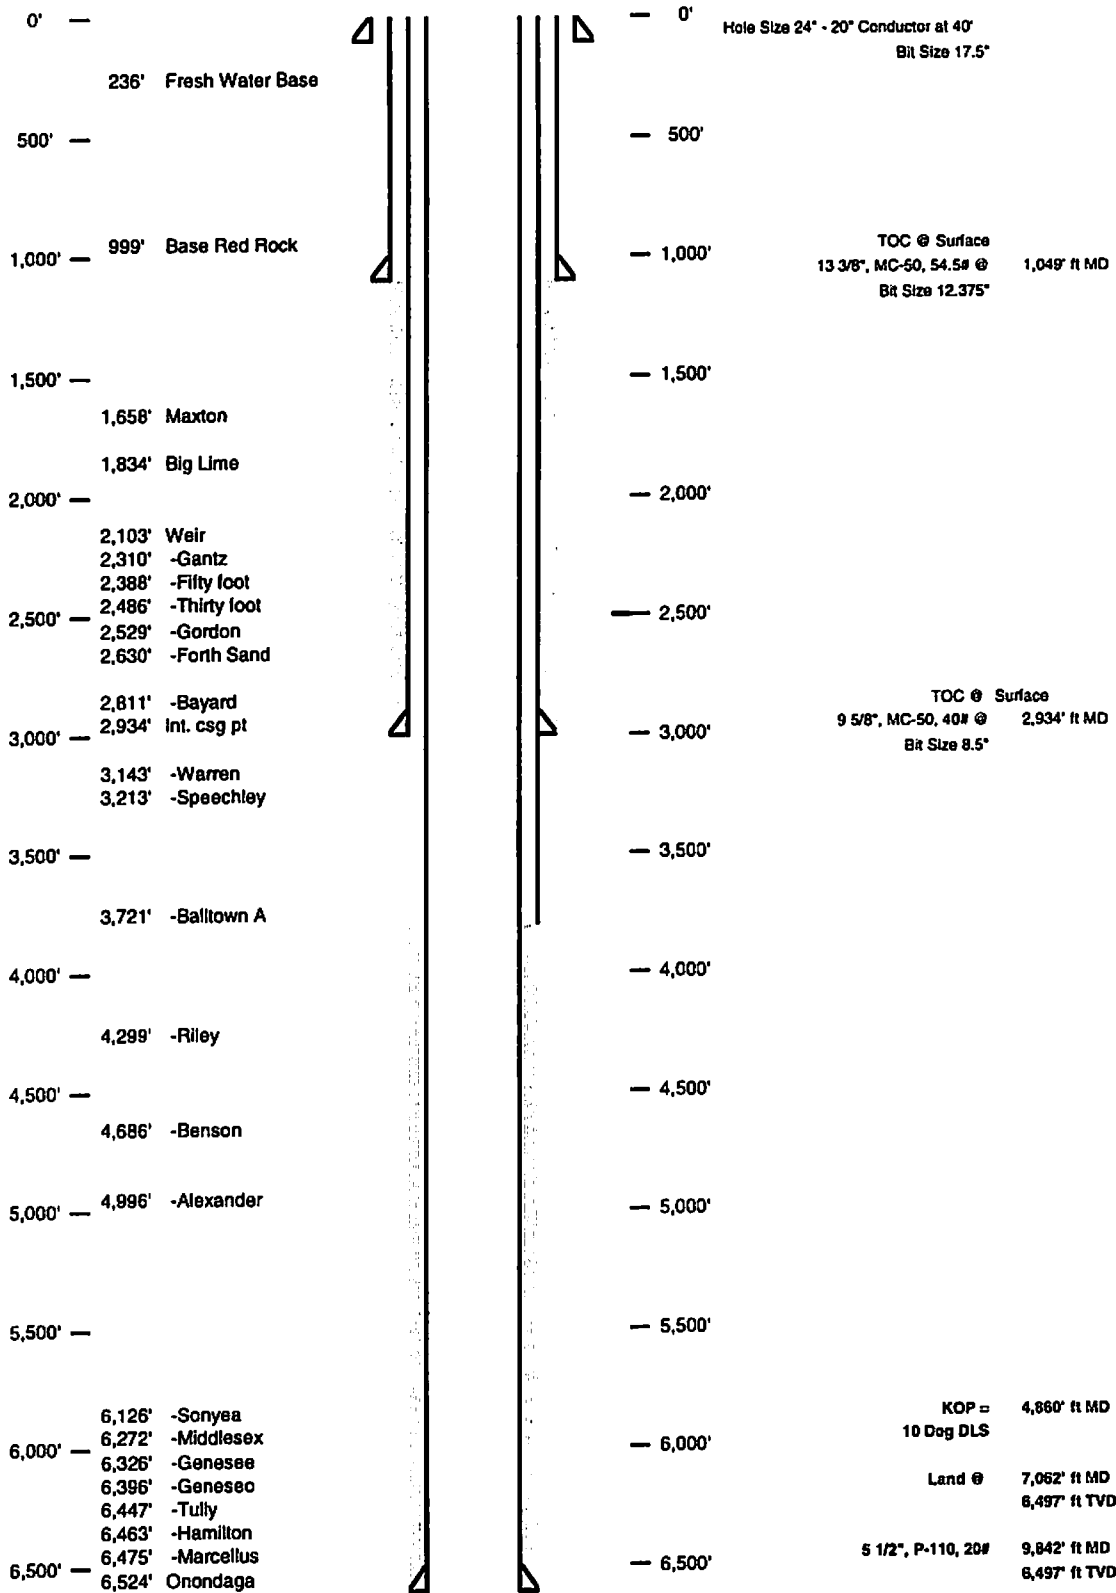 0'
236' Fresh Water Base
500'
999' Base Red Rock
1,000'
1,500'
1,658' Maxton
1,834' Big Lime
2,000'
2,103' Weir
2,310' -Gantz
2,388' -Fifty foot
2,486' -Thirty foot
2,500'
2,529' -Gordon
2,630' -Forth Sand
2,811' -Bayard
2,934' Int. csg pt
3,000'
3,143' -Warren
3,213' -Speechley
3,500'
3,721' -Balltown A
4,000'
4,299' -Riley
4,500'
4,686' -Benson
4,996' -Alexander
5,000'
5,500'
6,126' -Sonyea
6,272' -Middlesex
6,000'
6,326' -Genesee
6,396' -Geneseo
6,447' -Tully
6,463' -Hamilton
6,475' -Marcellus
6,500'
6,524' Onondaga
0'
500'
1,000'
1,500'
2,000'
2,500'
3,000'
3,500'
4,000'
4,500'
5,000'
5,500'
6,000'
6,500'
Hole Size 24" - 20" Conductor at 40'
Bit Size 17.5"
TOC @ Surface
13 3/8", MC-50, 54.5# @ 1,049' ft MD
Bit Size 12.375"
TOC @ Surface
9 5/8", MC-50, 40# @ 2,934' ft MD
Bit Size 8.5"
KOP = 4,860' ft MD
10 Deg DLS
Land @ 7,062' ft MD
6,497' ft TVD
5 1/2", P-110, 20# 9,842' ft MD
6,497' ft TVD